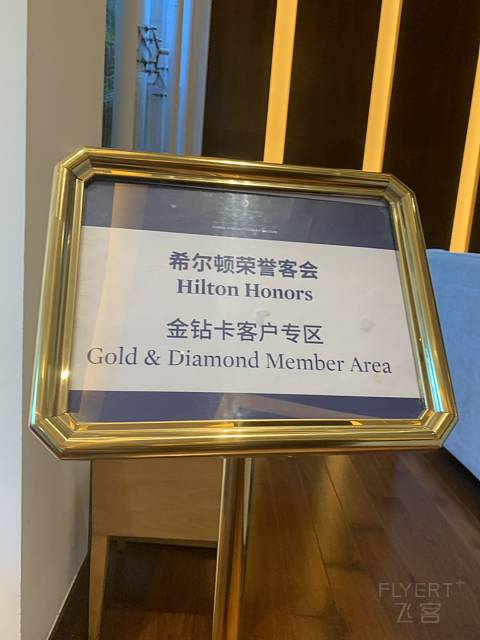 希尔顿荣誉客会
Hilton Honors
金钻卡客户专区
Gold & Diamond Member Area
FLYERT+
飞客